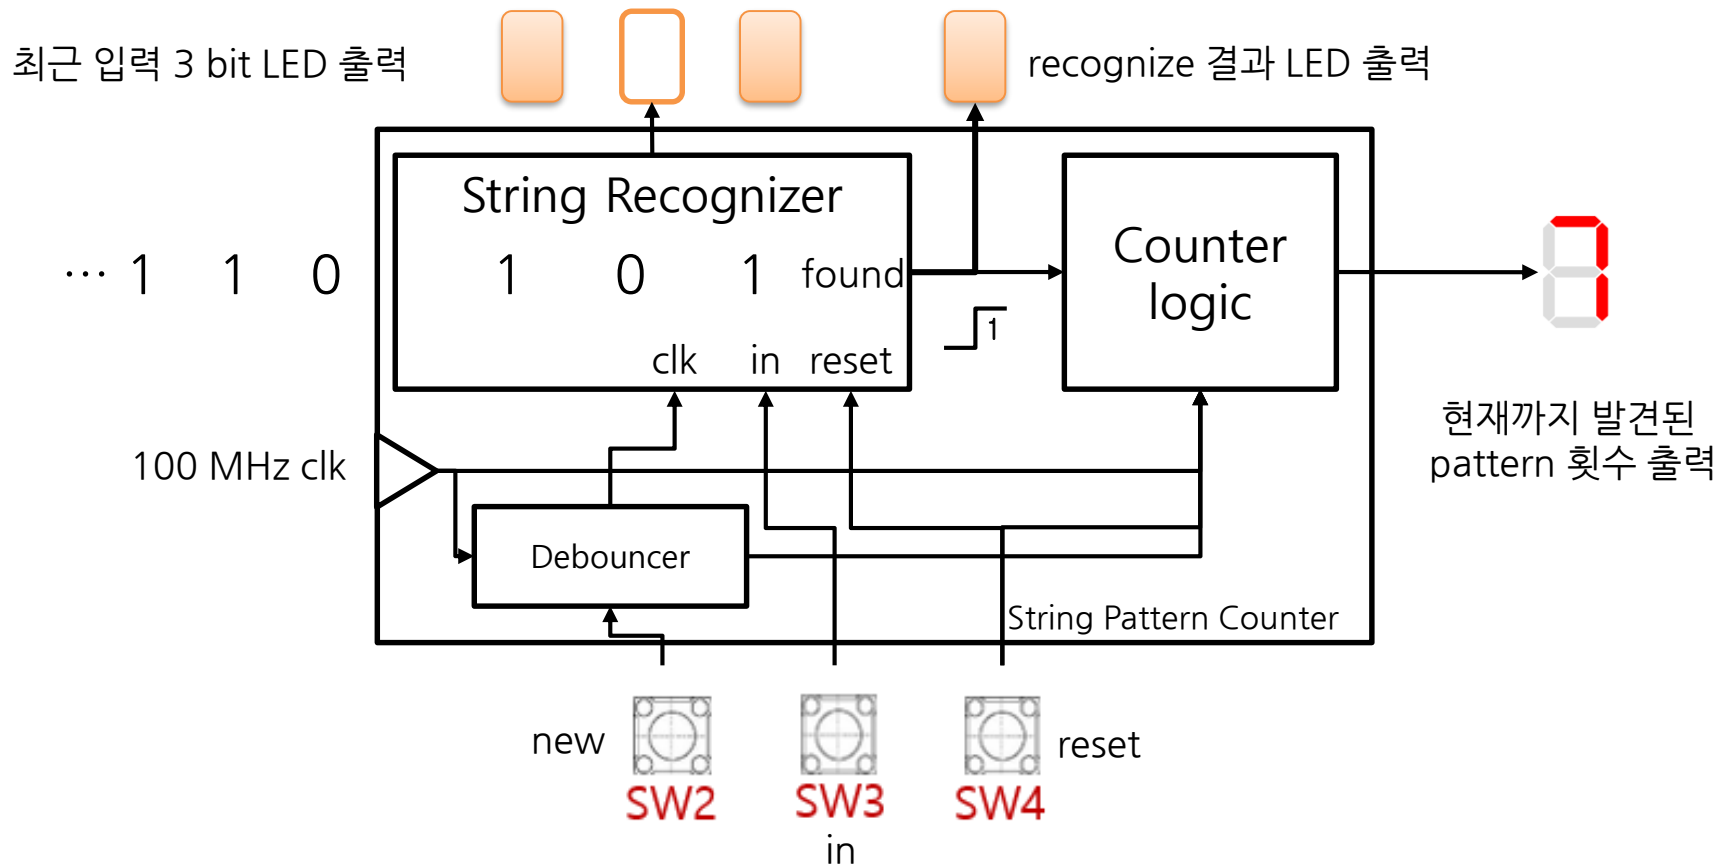 최근 입력 3 bit LED 출력
recognize 결과 LED 출력
String Recognizer
… 1 1 0 1 0 1 found
clk in reset
1
Counter
logic
현재까지 발견된
pattern 횟수 출력
100 MHz clk
Debouncer
String Pattern Counter
new
reset
SW2 SW3 SW4
in
7